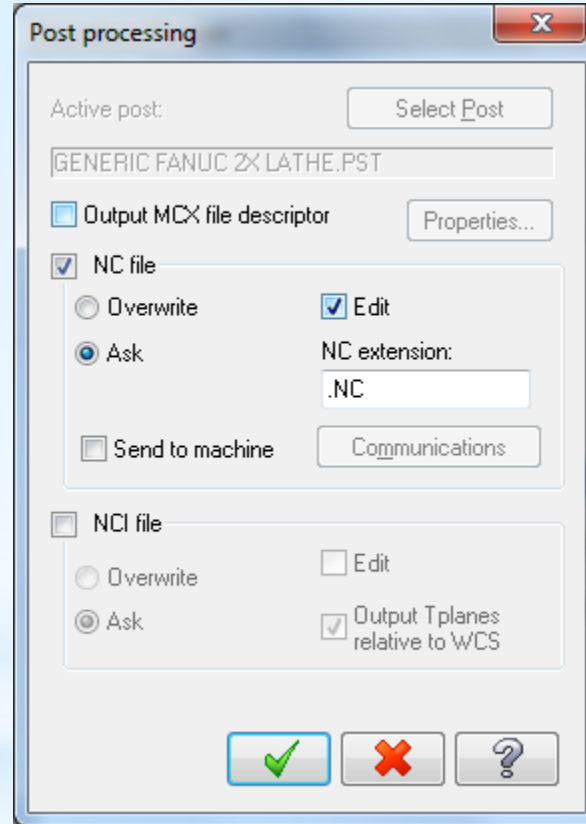 Post processing
Active post:
Select Post
GENERIC FANUC 2X LATHE.PST
Output MCX file descriptor
Properties...
NC file
Overwrite
Edit
Ask
NC extension:
.NC
Send to machine
Communications
NCI file
Overwrite
Edit
Ask
Output Tplanes
relative to WCS